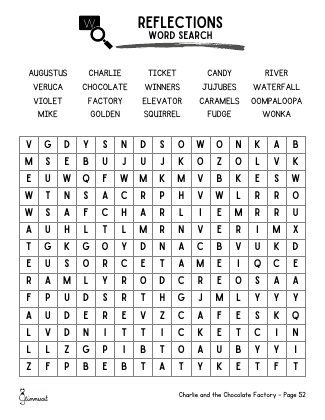 W
REFLECTIONS
WORD SEARCH
AUGUSTUS CHARLIE TICKET CANDY RIVER
VERUCA CHOCOLATE WINNERS JUJUBES WATERFALL
VIOLET FACTORY ELEVATOR CARAMELS OOMPALOOPA
MIKE GOLDEN SQUIRREL FUDGE WONKA
V G D Y S N D S O W O N K A B
M S E B U J U J K O Z O L V K
E U W Q F W M K M V B K E S W
W T N S A C R P H V W L R R O
W S A F C H A R L I E M R R U
A U H L T L M R N V E R I M X
T G K G O Y D N A C B V U K D
E U S O R C E T A M E I Q C E
R A M L Y R O D C R E O S A A
F P U D S R T H G J M L Y Y Y
A U D E R E V Z C A F E S K Q
L V D N I T T I C K E T C I N
L L Z G P I B T O A U B Y Y I
Z F P B E B T A T Y K E T F T
Gimmwat
Charlie and the Chocolate Factory - Page 52